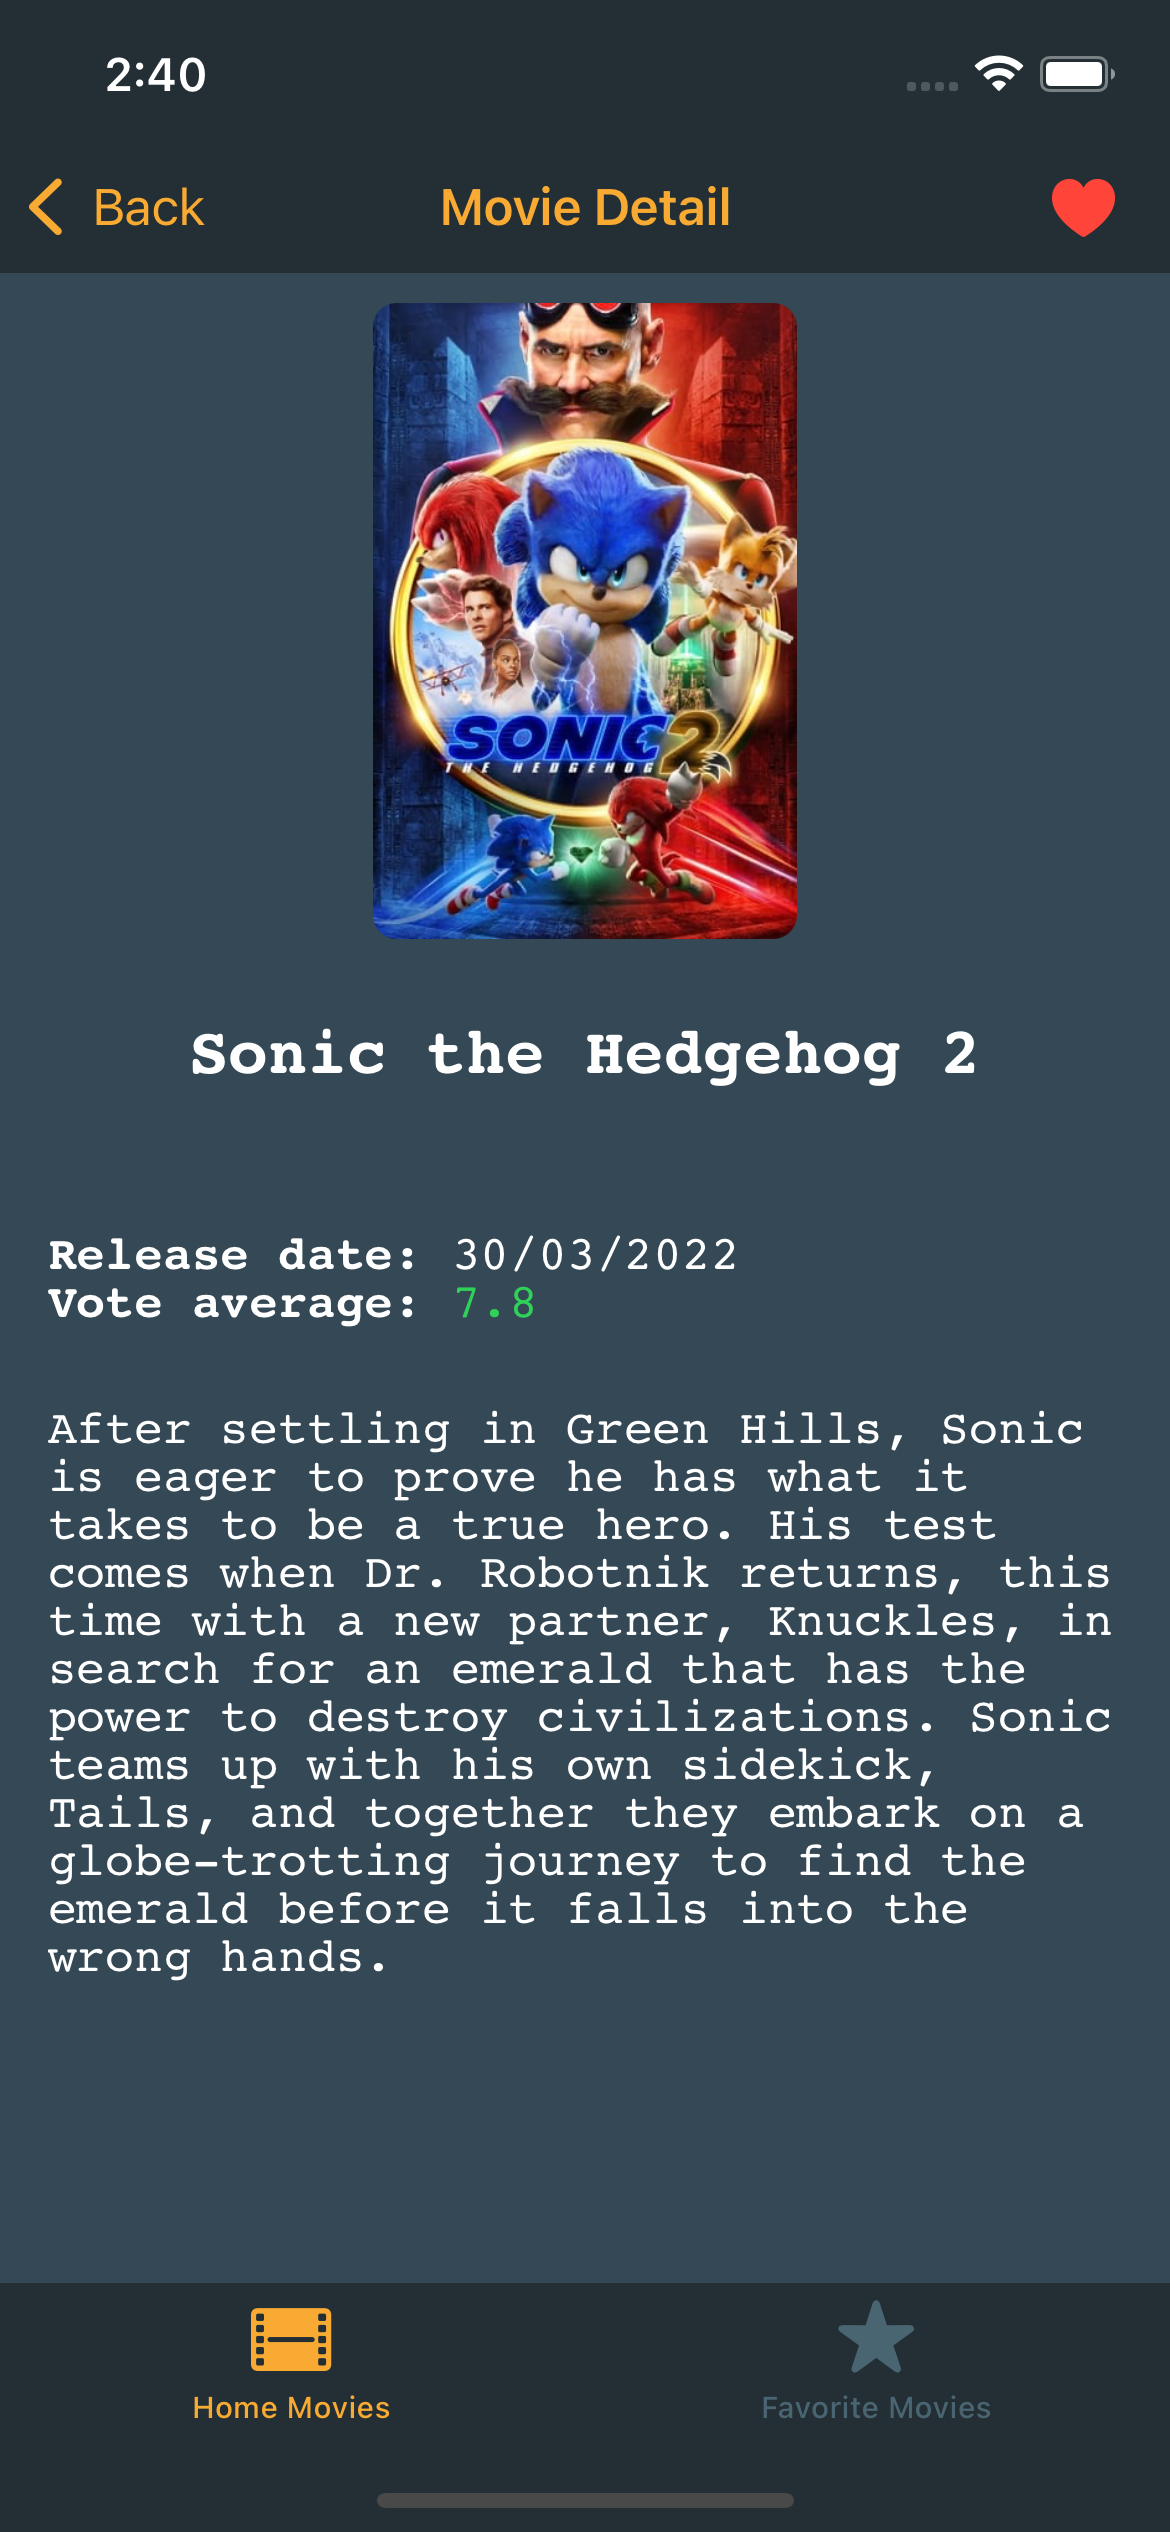 2:40
Back
Movie Detail
SONIC 2
THE HEDGEHOG
Sonic the Hedgehog 2
Release date: 30/03/2022
Vote average: 7.8
After settling in Green Hills, Sonic
is eager to prove he has what it
takes to be a true hero. His test
comes when Dr. Robotnik returns, this
time with a new partner, Knuckles, in
search for an emerald that has the
power to destroy civilizations. Sonic
teams up with his own sidekick,
Tails, and together they embark on a
globe-trotting journey to find the
emerald before it falls into the
wrong hands.
Home Movies
Favorite Movies